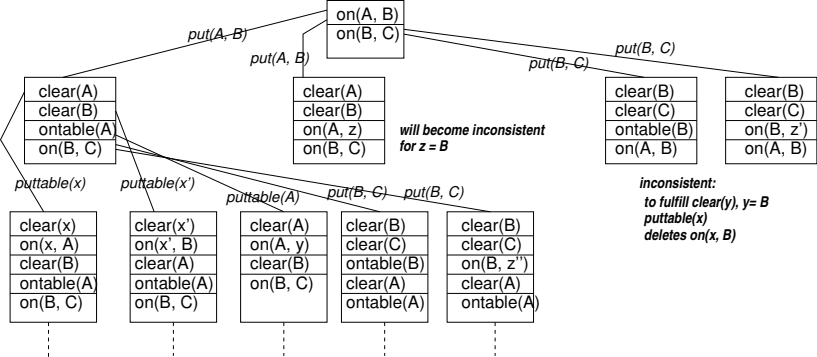 on(A, B)
on(B, C)
put(A, B)
put(A, B)
put(B, C)
put(B, C)
clear(A)
clear(B)
ontable(A)
on(B, C)
clear(A)
clear(B)
on(A, z)
on(B, C)
will become inconsistent
for z = B
clear(B)
clear(C)
ontable(B)
on(A, B)
clear(B)
clear(C)
on(B, z')
on(A, B)
inconsistent:
to fulfill clear(y), y= B
puttable(x)
deletes on(x, B)
puttable(x)
puttable(x')
puttable(A)
put(B, C)
put(B, C)
clear(x)
on(x, A)
clear(B)
ontable(A)
on(B, C)
clear(x')
on(x', B)
clear(A)
ontable(A)
on(B, C)
clear(A)
on(A, y)
clear(B)
on(B, C)
clear(B)
clear(C)
ontable(B)
clear(A)
ontable(A)
clear(B)
clear(C)
on(B, z'')
clear(A)
ontable(A)